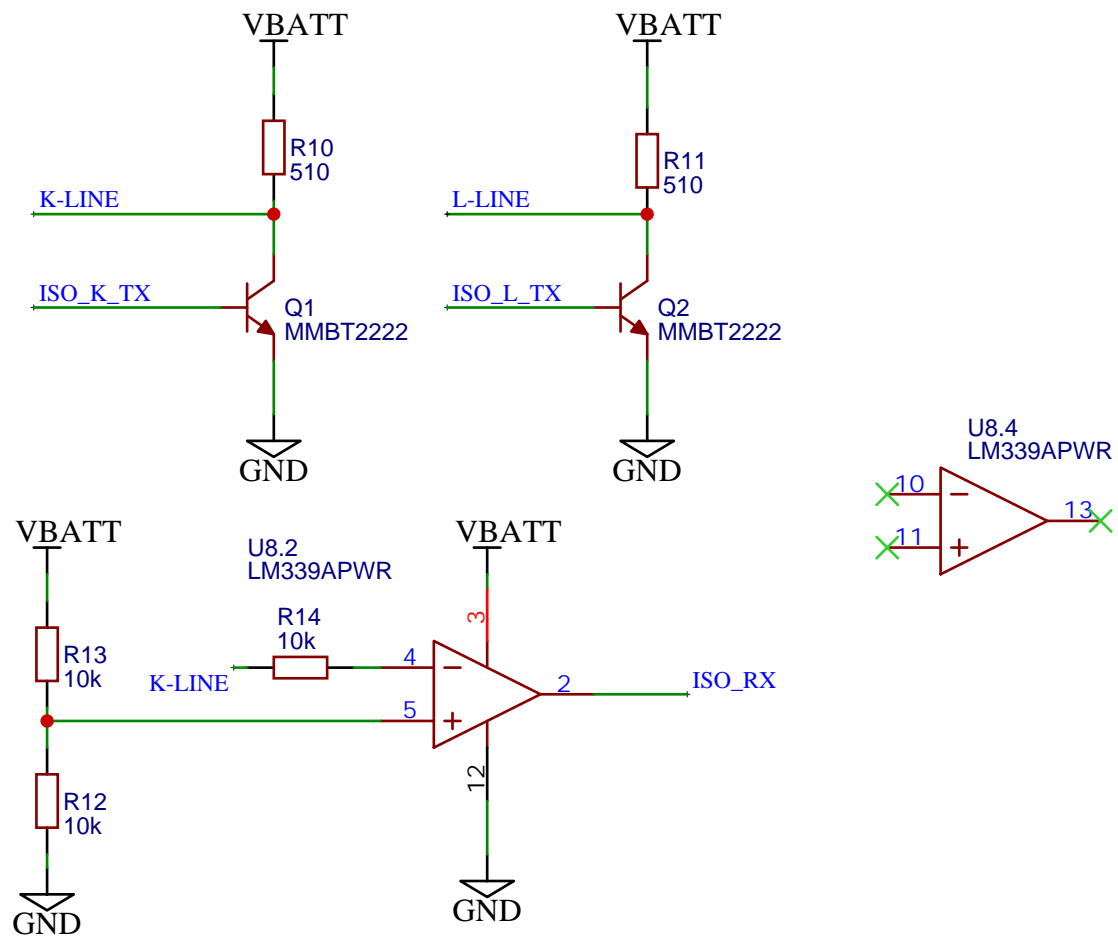 VBATT
R10
510
K-LINE
ISO_K_TX
Q1
MMBT2222
GND
VBATT
R11
510
L-LINE
ISO_L_TX
Q2
MMBT2222
GND
U8.4
LM339APWR
10
11
13
VBATT
R13
10k
R12
10k
GND
U8.2
LM339APWR
R14
10k
K-LINE
VBATT
3
4
5
2
12
ISO_RX
GND